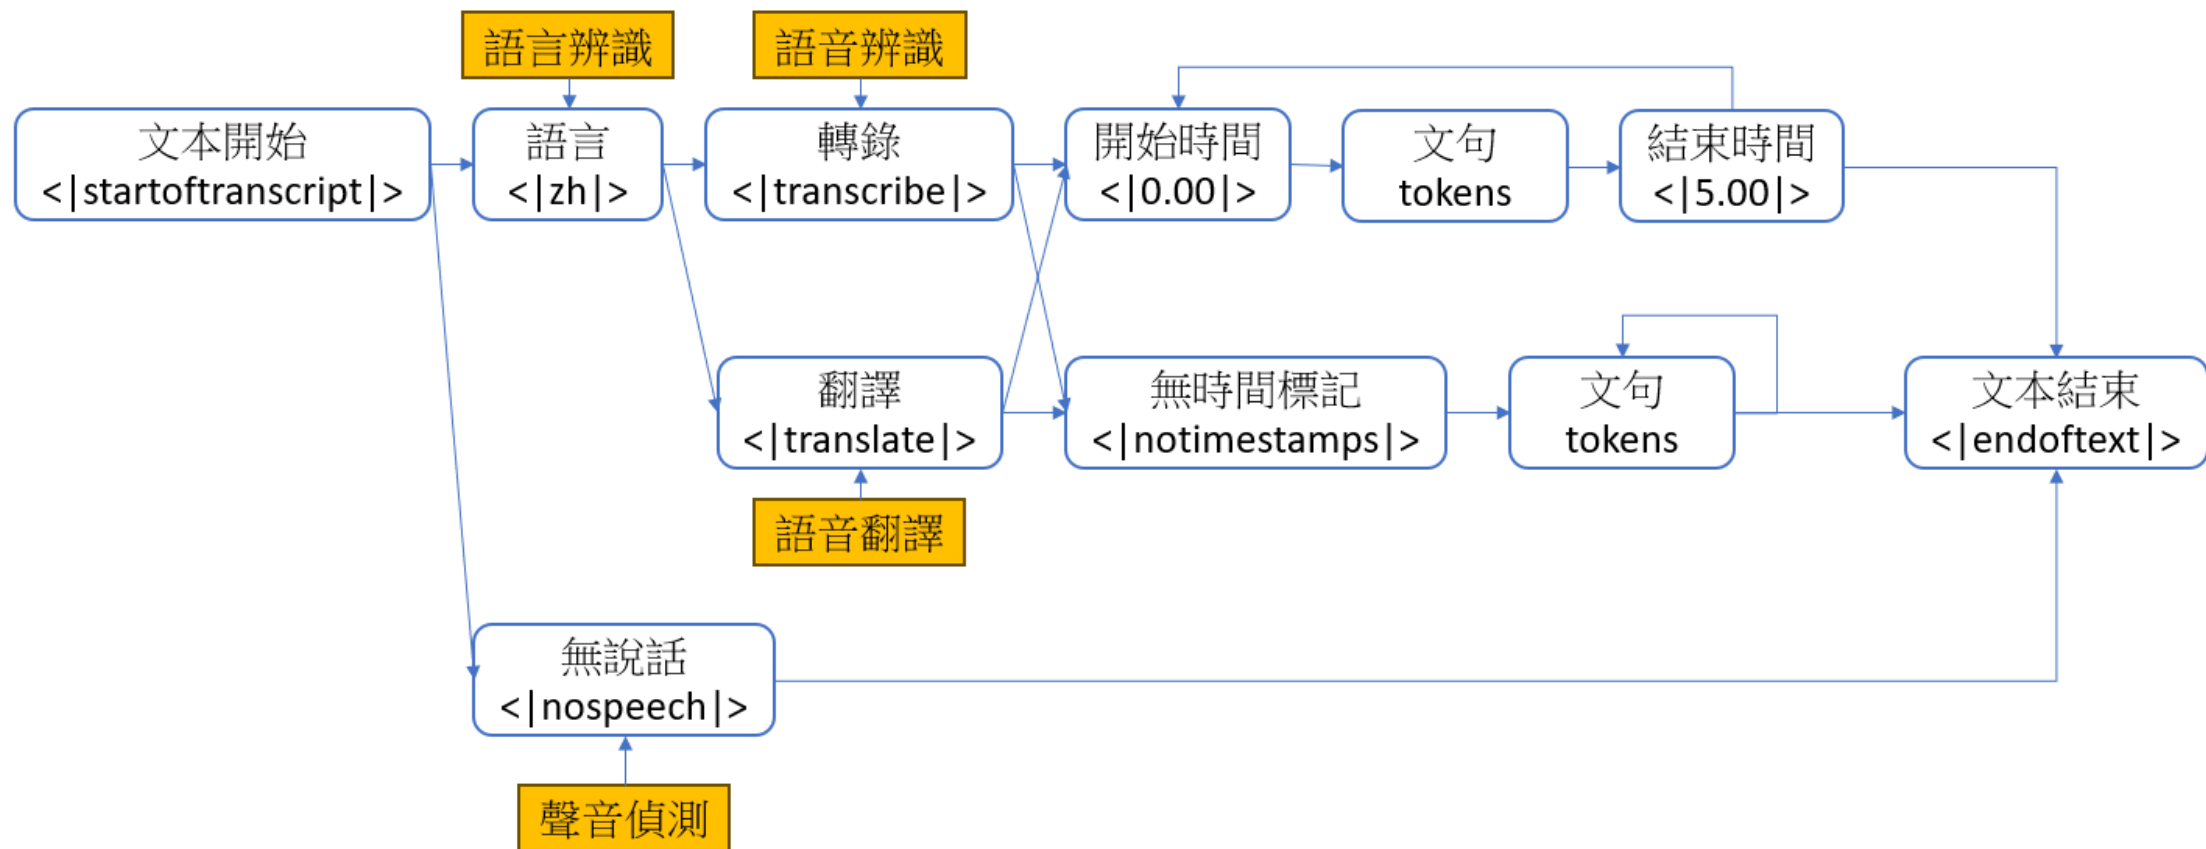 語言辨識
語音辨識
文本開始
<|startoftranscript|>
語言
<|zh|>
轉錄
<|transcribe|>
開始時間
<|0.00|>
文句
tokens
結束時間
<|5.00|>
翻譯
<|translate|>
無時間標記
<|notimestamps|>
文句
tokens
文本結束
<|endoftext|>
語音翻譯
無說話
<|nospeech|>
聲音偵測